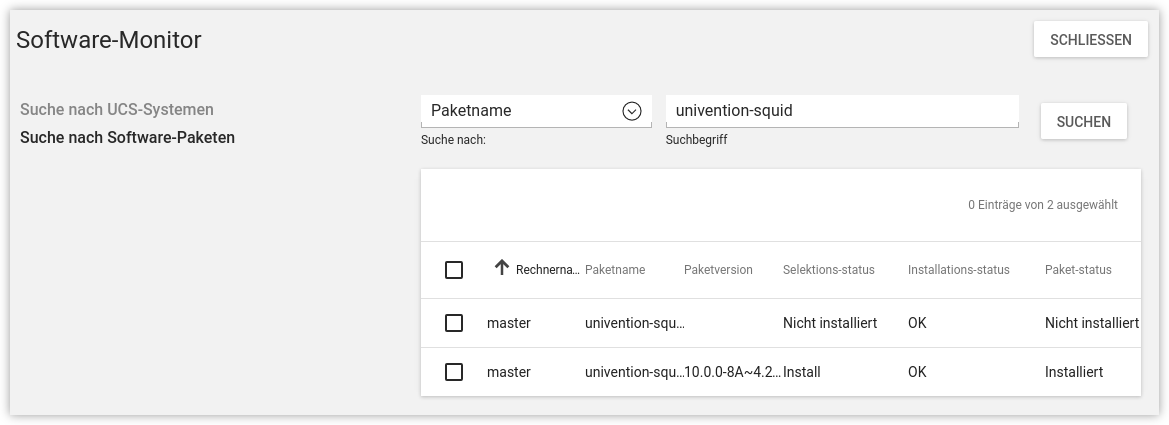 Software-Monitor
SCHLIESSEN
Suche nach UCS-Systemen
Suche nach Software-Paketen
Paketname
univention-squid
SUCHEN
Suche nach:
Suchbegriff
0 Einträge von 2 ausgewählt
Rechnerna... Paketname Paketversion Selektions-status Installations-status Paket-status
master univention-squ... Nicht installiert OK Nicht installiert
master univention-squ... 10.0.0-8A~4.2... Install OK Installiert